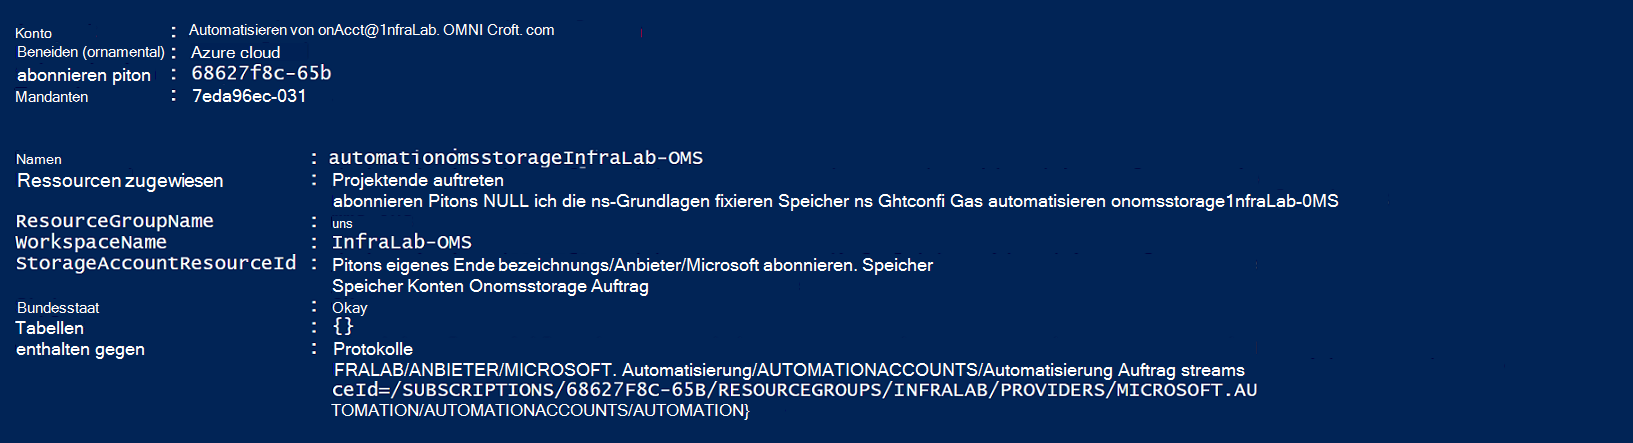 Konto : Automatisieren von onAcct@1nfraLab. OMNI Croft. com
Beneiden (ornamental) : Azure cloud
abonnieren piton : 68627f8c-65b
Mandanten : 7eda96ec-031
Namen : automationomsstorageInfraLab-OMS
Ressourcen zugewiesen : Projektende auftreten
abonnieren Pitons NULL ich die ns-Grundlagen fixieren Speicher ns Ghtconfi Gas automatisieren onomsstorage1nfraLab-0MS
ResourceGroupName : uns
WorkspaceName : InfraLab-OMS
StorageAccountResourceId : Pitons eigenes Ende bezeichnungs/Anbieter/Microsoft abonnieren. Speicher
Speicher Konten Onomsstorage Auftrag
Bundesstaat : Okay
Tabellen : {}
enthalten gegen : Protokolle
FRALAB/ANBIETER/MICROSOFT. Automatisierung/AUTOMATIONACCOUNTS/Automatisierung Auftrag streams
ceId=/SUBSCRIPTIONS/68627F8C-65B/RESOURCEGROUPS/INFRALAB/PROVIDERS/MICROSOFT.AU
TOMATION/AUTOMATIONACCOUNTS/AUTOMATION}